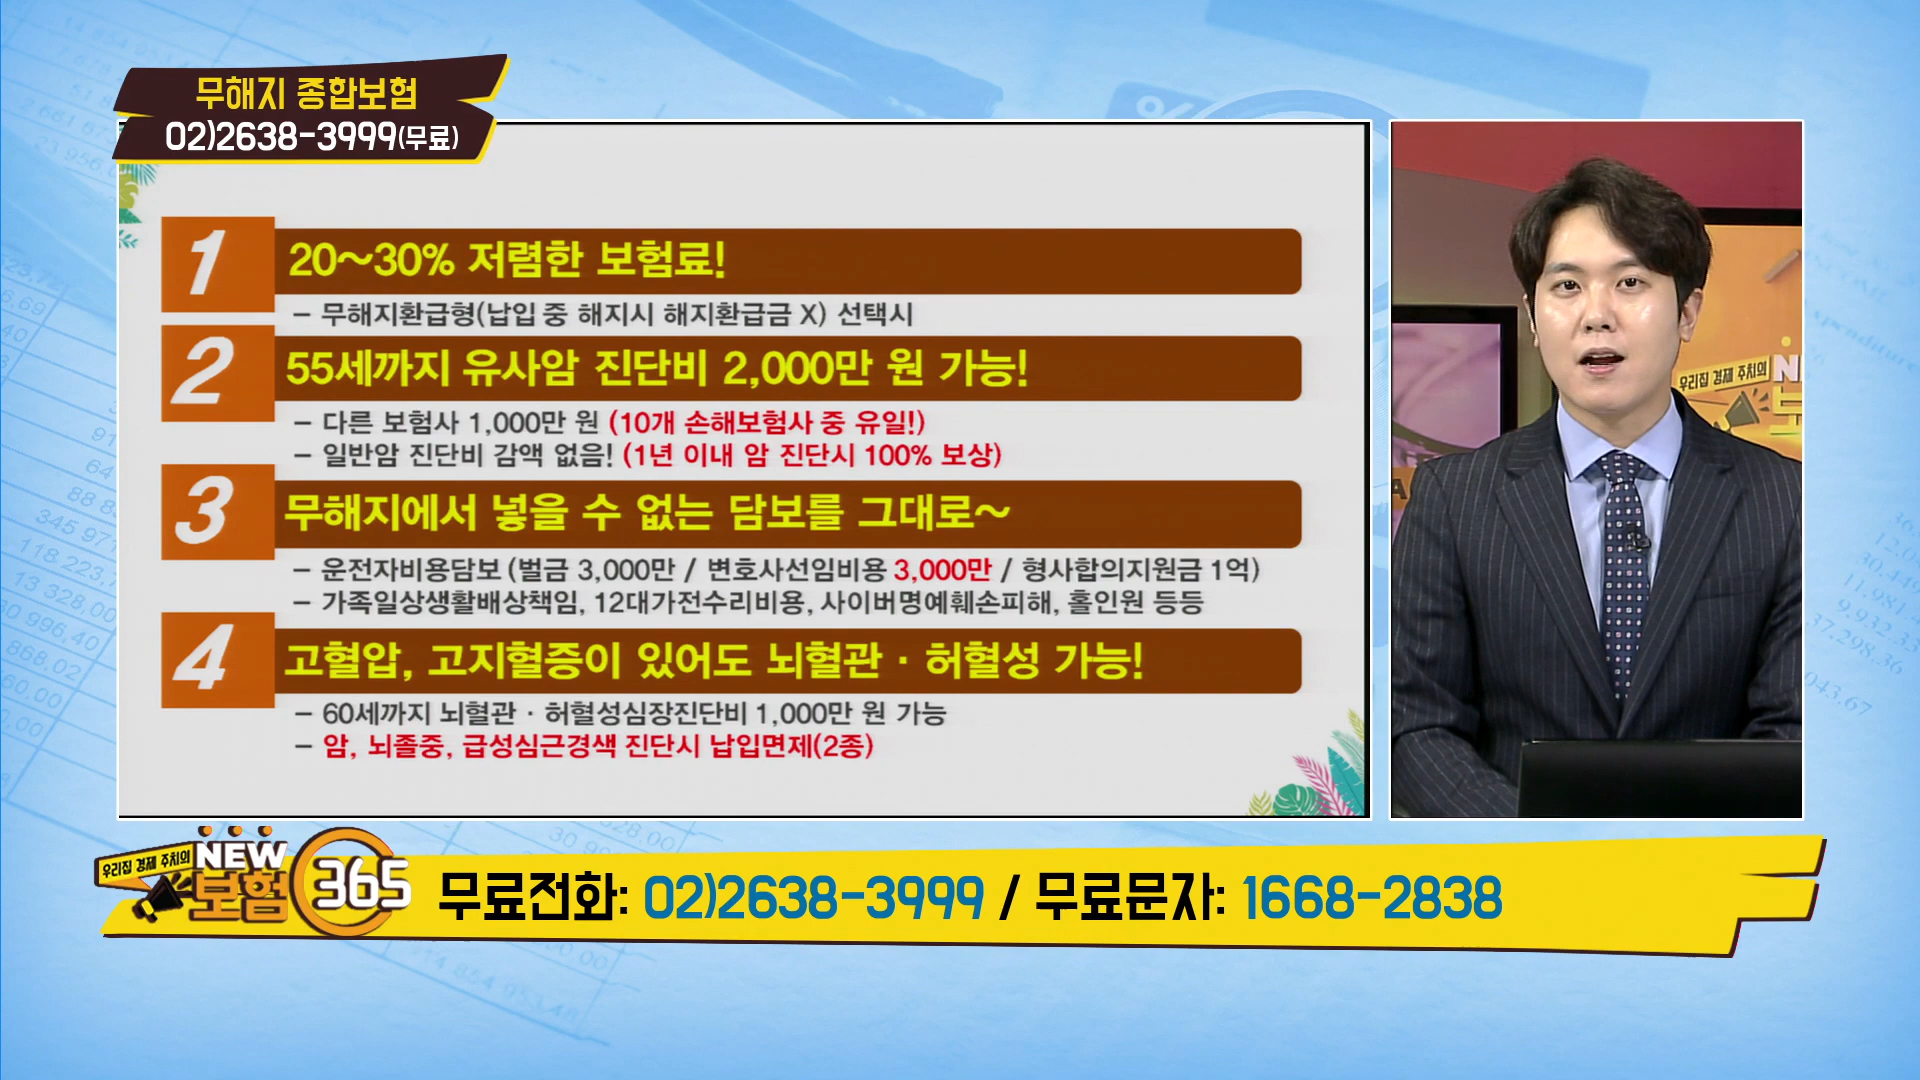 무해지 종합보험
02)2638-3999(무료)
1 20~30% 저렴한 보험료!
- 무해지환급형(납입 중 해지시 해지환급금 X) 선택시
2 55세까지 유사암 진단비 2,000만 원 가능!
- 다른 보험사 1,000만 원 (10개 손해보험사 중 유일!)
- 일반암 진단비 감액 없음! (1년 이내 암 진단시 100% 보상)
3 무해지에서 넣을 수 없는 담보를 그대로~
- 운전자비용담보 (벌금 3,000만 / 변호사선임비용 3,000만 / 형사합의지원금 1억)
- 가족일상생활배상책임, 12대가전수리비용, 사이버명예훼손피해, 홀인원 등등
4 고혈압, 고지혈증이 있어도 뇌혈관 · 허혈성 가능!
- 60세까지 뇌혈관 · 허혈성심장진단비 1,000만 원 가능
- 암, 뇌졸중, 급성심근경색 진단시 납입면제(2종)
우리집 경제 주치의
우리집 경제 주치의
NEW
보험
365
무료전화: 02)2638-3999 / 무료문자: 1668-2838